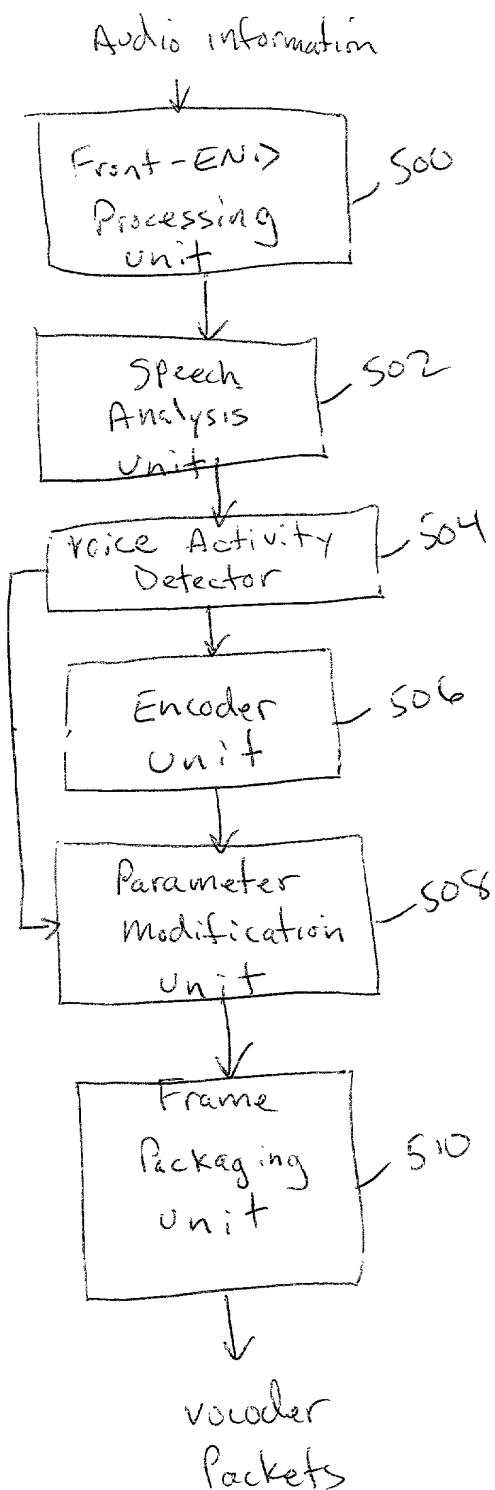 Audio information
Front-END
Processing
unit
500
Speech
Analysis
unit
502
Voice Activity
Detector
504
Encoder
Unit
506
Parameter
Modification
Unit
508
Frame
Packaging
Unit
510
Vocoder
Packets